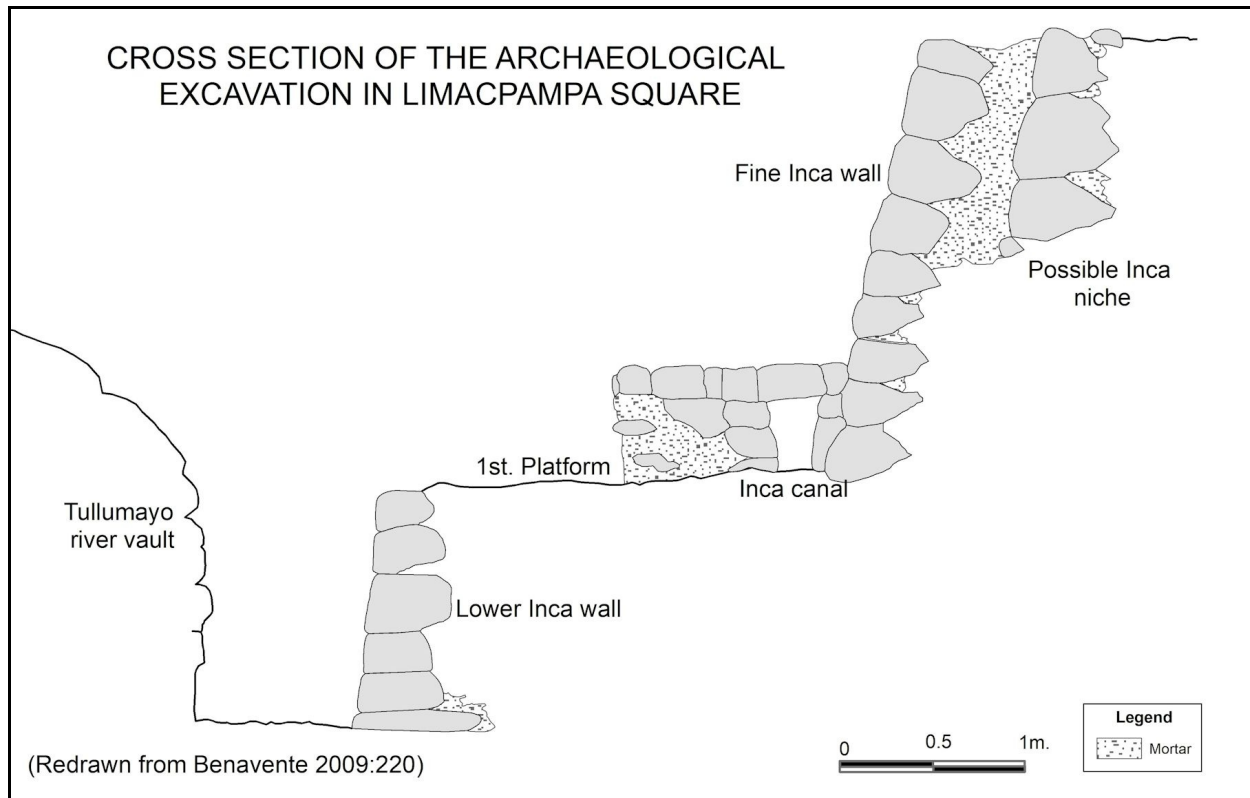 CROSS SECTION OF THE ARCHAEOLOGICAL
EXCAVATION IN LIMACPAMPA SQUARE
Fine Inca wall
Possible Inca
niche
1st. Platform
Inca canal
Tullumayo
river vault
Lower Inca wall
0 0.5 1m.
Legend
Mortar
(Redrawn from Benavente 2009:220)